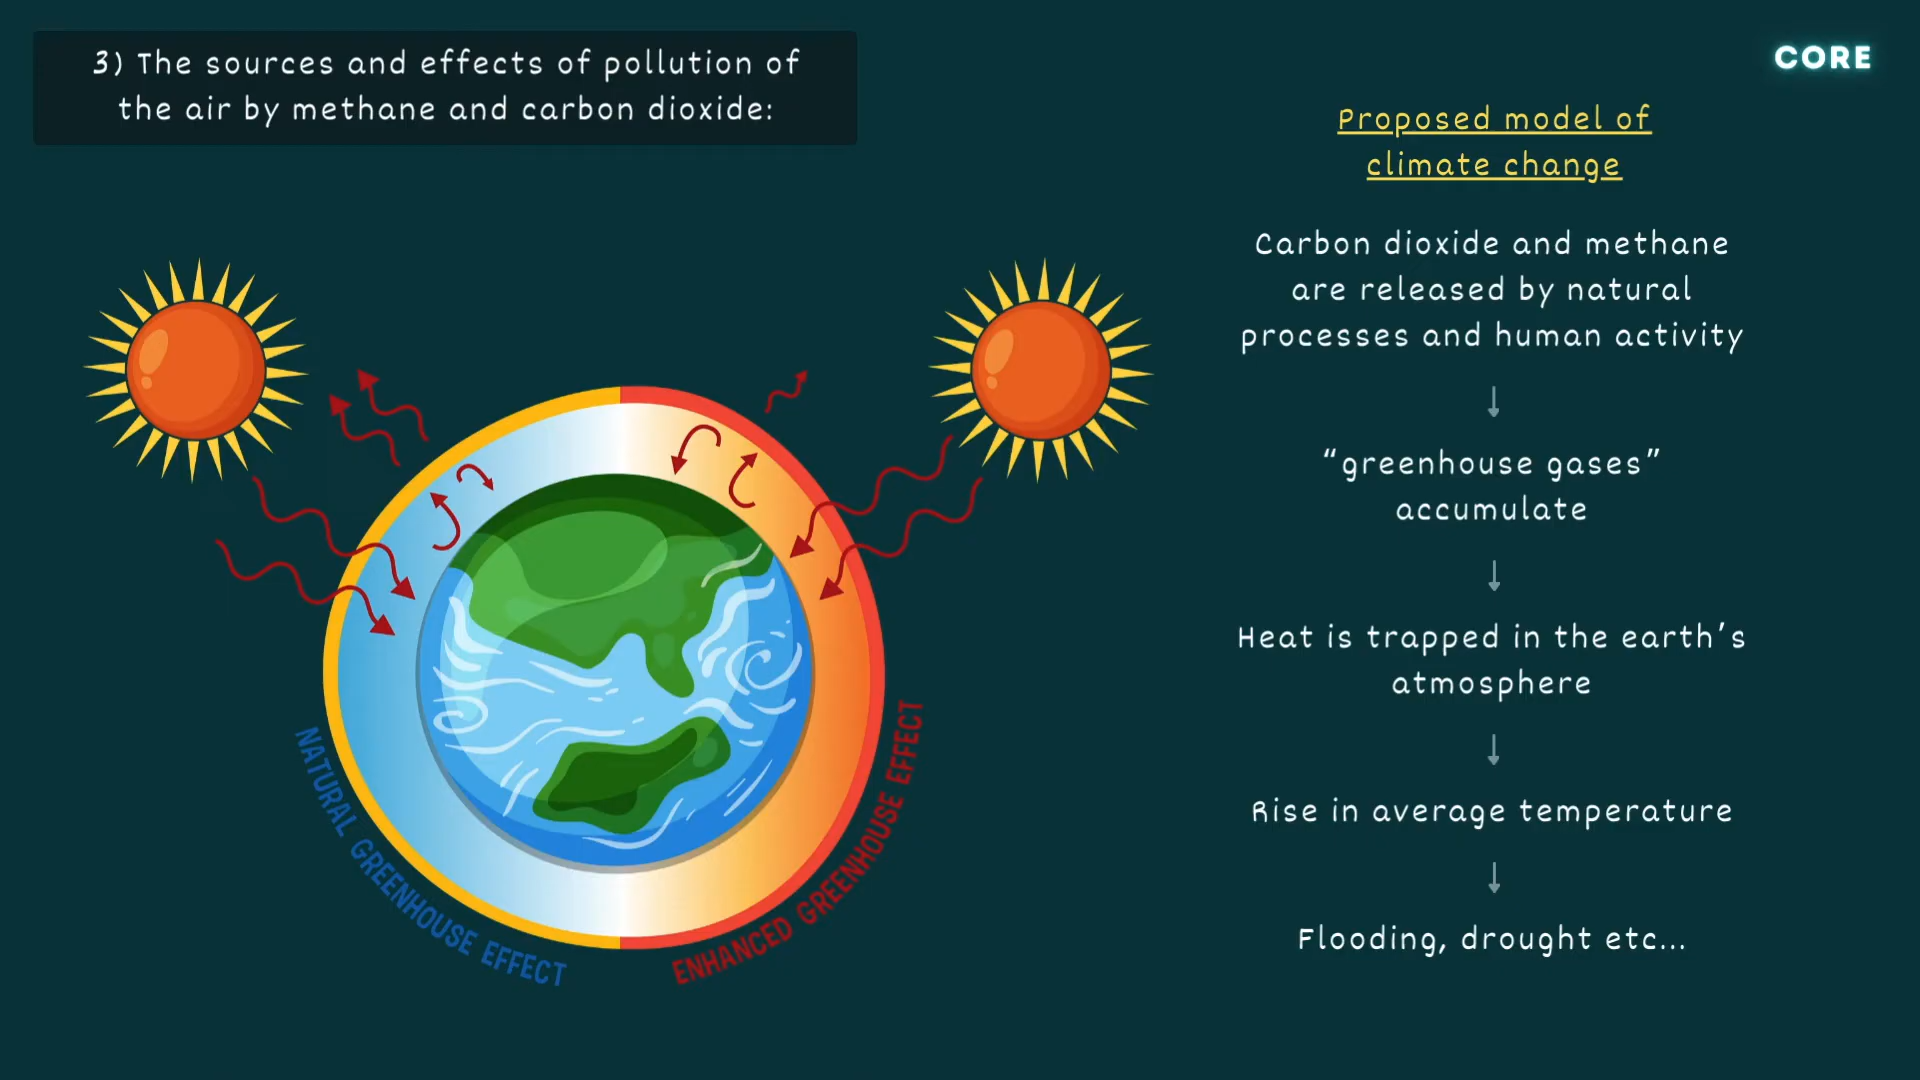 3) The sources and effects of pollution of
the air by methane and carbon dioxide:
CORE
Proposed model of
climate change
Carbon dioxide and methane
are released by natural
processes and human activity
↓
“greenhouse gases”
accumulate
↓
Heat is trapped in the earth’s
atmosphere
↓
Rise in average temperature
↓
Flooding, drought etc...
NATURAL GREENHOUSE EFFECT
ENHANCED GREENHOUSE EFFECT